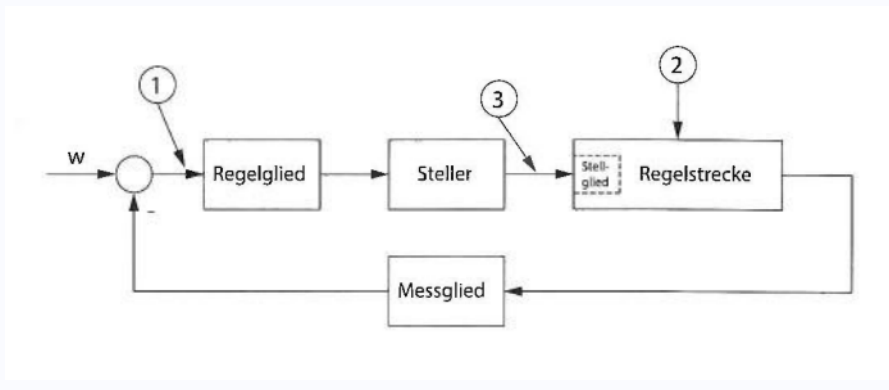 1
2
3
w
Regelglied
Steller
Stell-
glied
Regelstrecke
-
Messglied